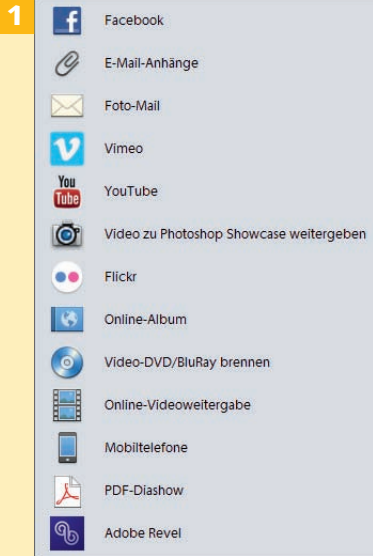 1
Facebook
E-Mail-Anhänge
Foto-Mail
Vimeo
You
Tube
YouTube
Video zu Photoshop Showcase weitergeben
Flickr
Online-Album
Video-DVD/BluRay brennen
Online-Videoweitergabe
Mobiltelefone
PDF-Diashow
Adobe Revel